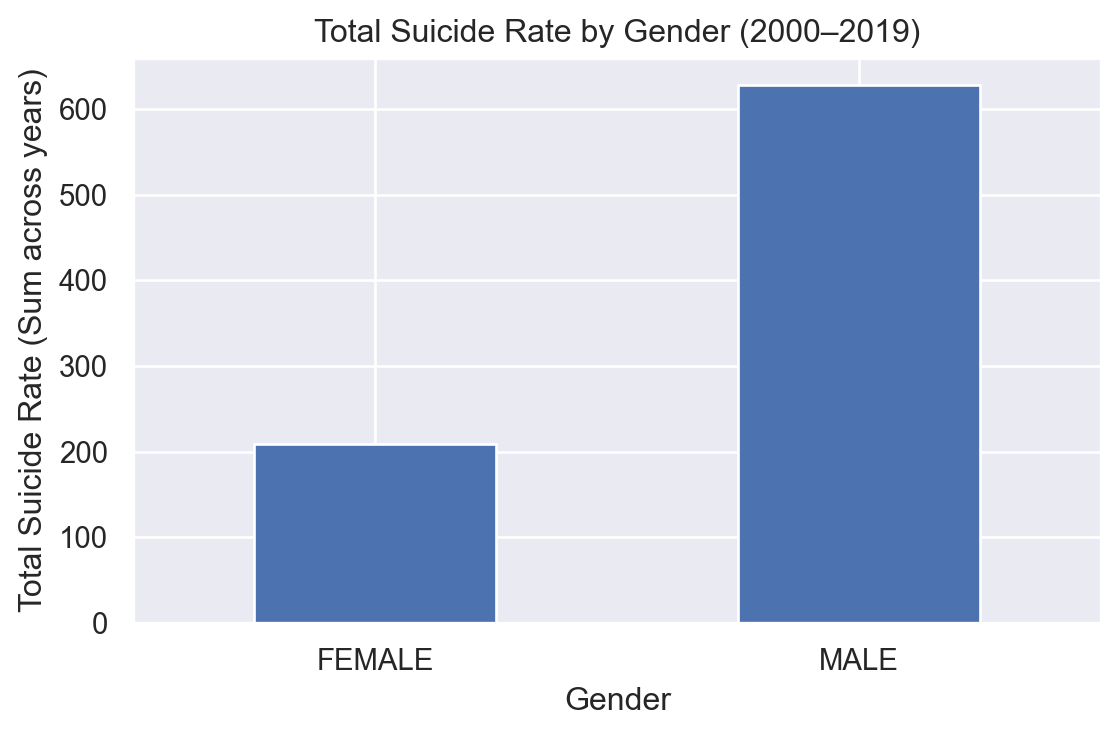 Total Suicide Rate by Gender (2000–2019)
Total Suicide Rate (Sum across years)
600
500
400
300
200
100
0
FEMALE
MALE
Gender